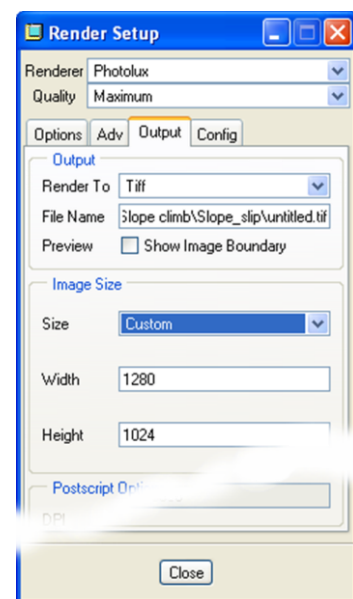 Render Setup
Renderer Photolux
Quality Maximum
Options Adv Output Config
Output
Render To Tiff
File Name Slope climb\Slope_slip\untitled.tif
Preview Show Image Boundary
Image Size
Size Custom
Width 1280
Height 1024
Postscript
DPI
Close